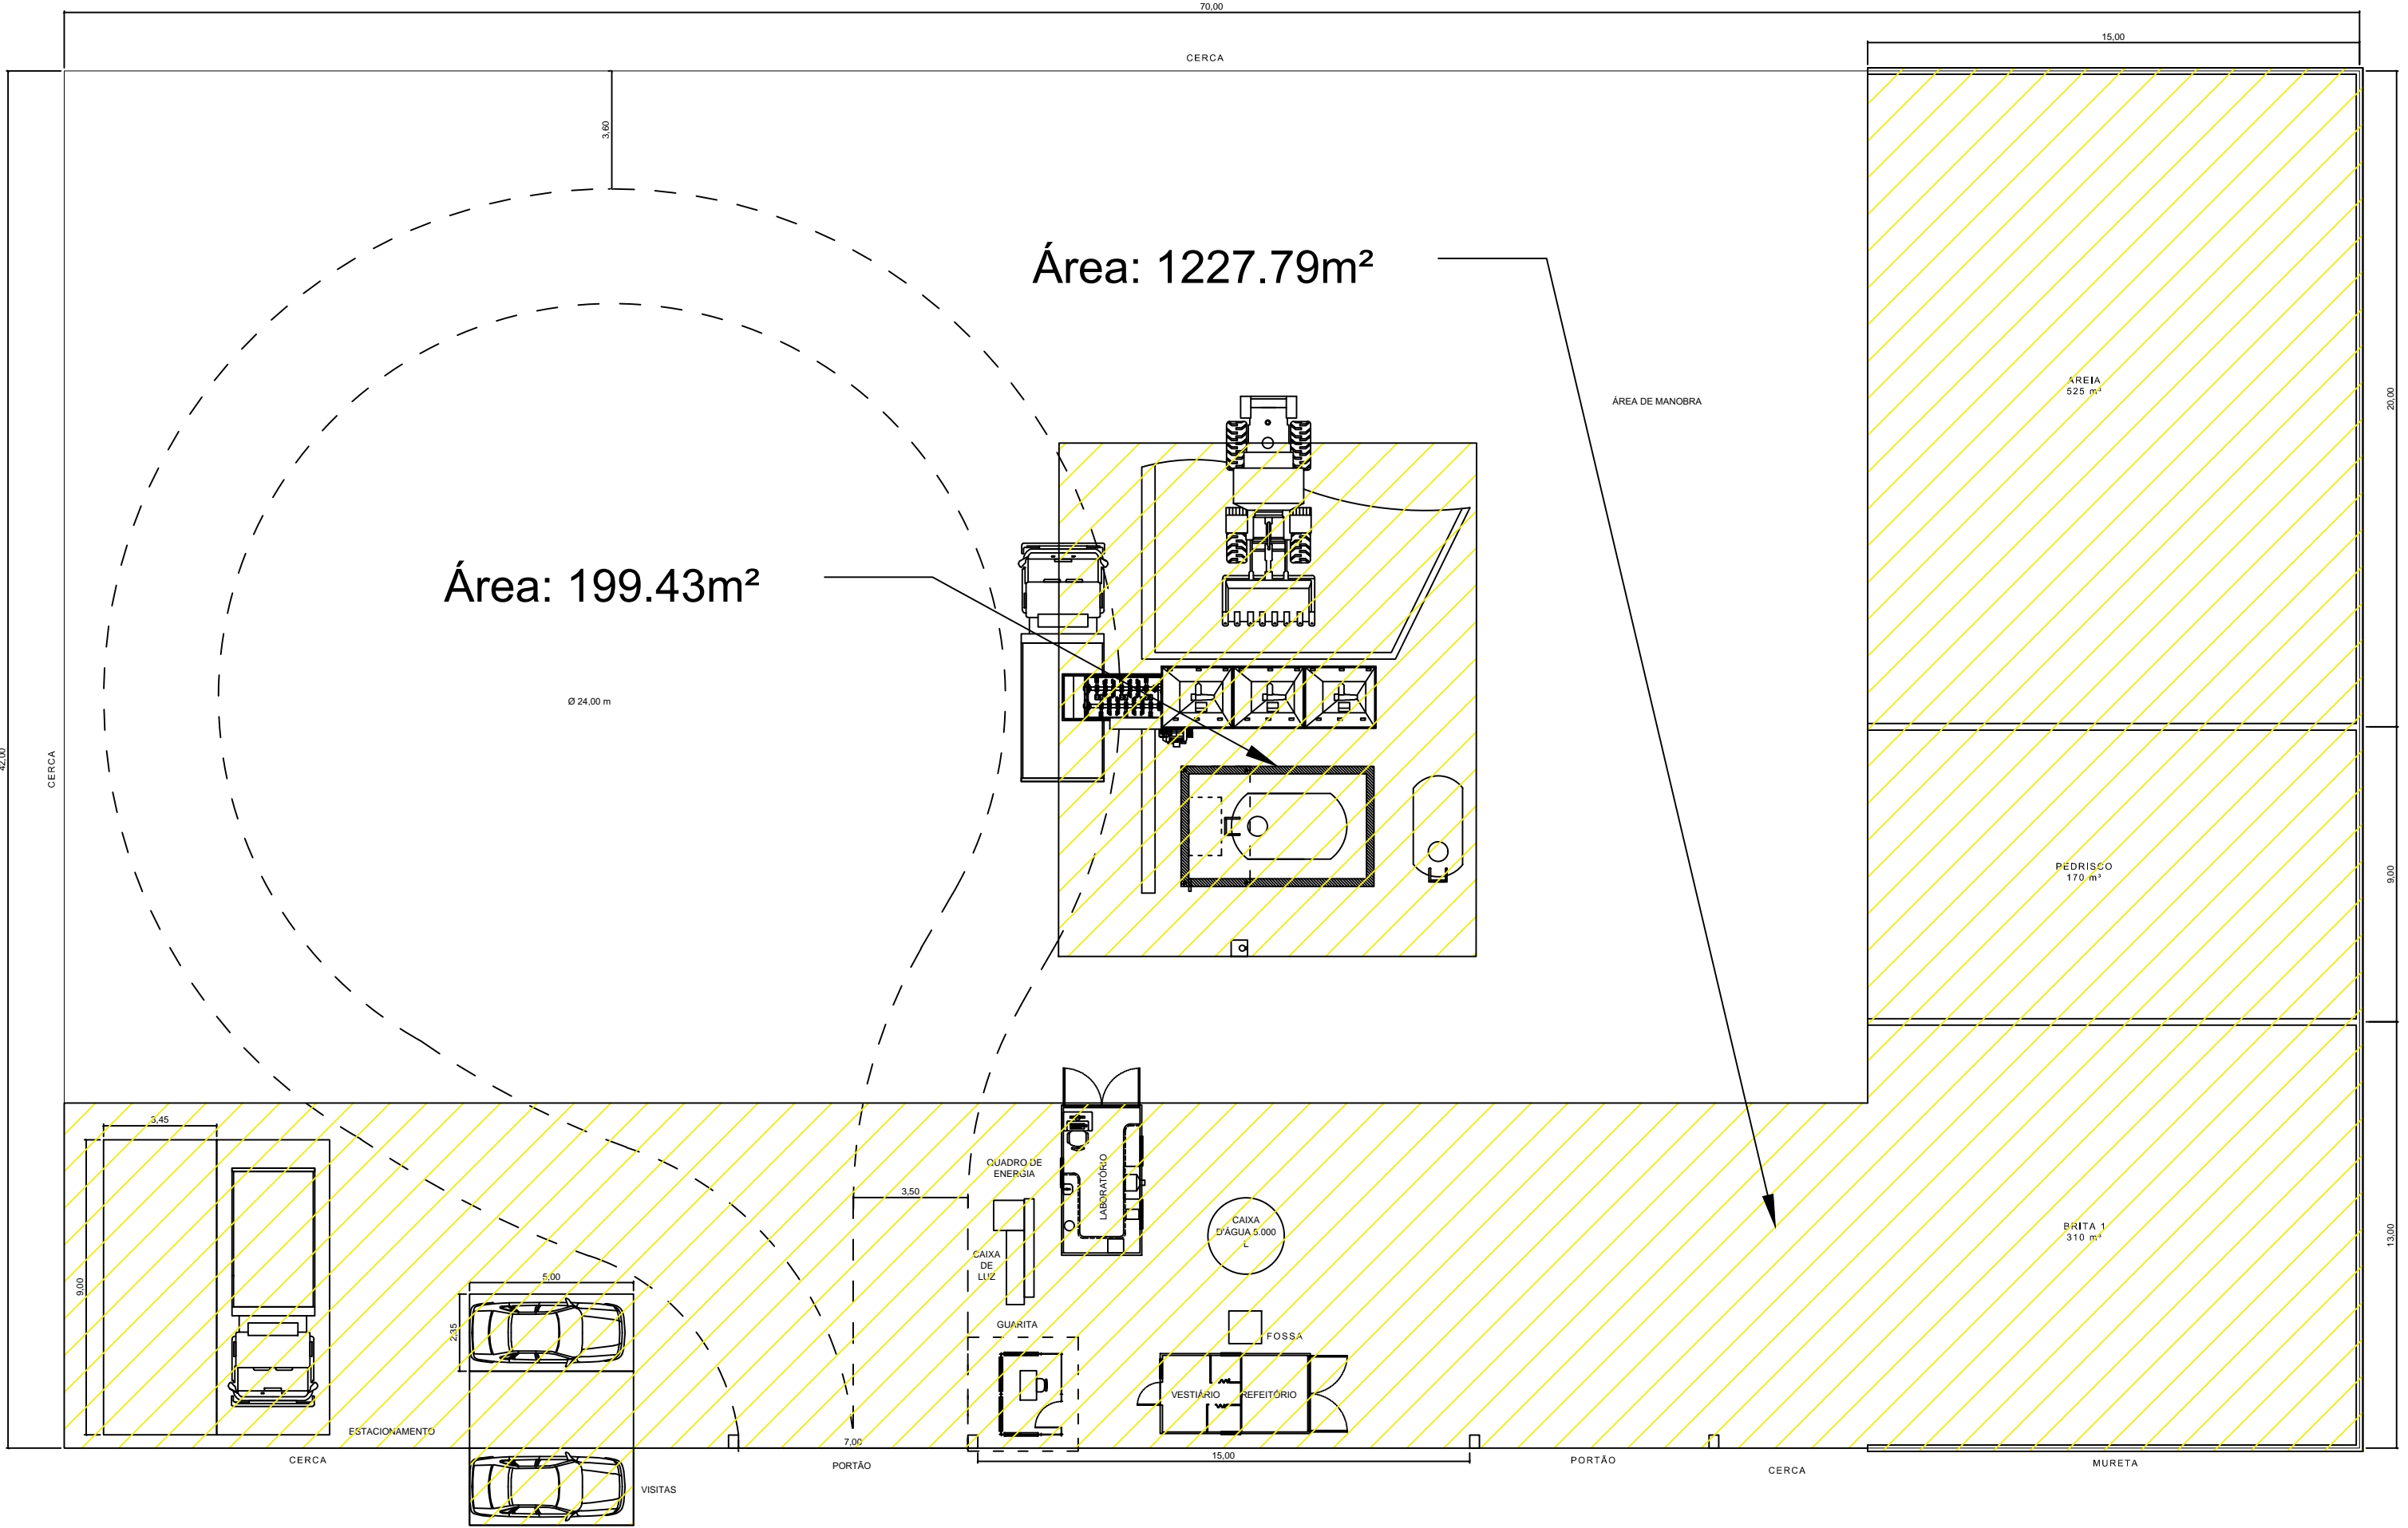 70,00
15,00
CERCA
3,60
Área: 1227.79m²
AREIA
525 m³
20,00
ÁREA DE MANOBRA
Área: 199.43m²
Ø 24,00 m
42,00
CERCA
PEDRISCO
170 m³
9,00
3,45
QUADRO DE
ENERGIA
LABORATÓRIO
3,50
CAIXA
D'ÁGUA 5.000
L
BRITA 1
310 m³
13,00
CAIXA
DE
LUZ
9,00
5,00
2,35
GUARITA
FOSSA
VESTIÁRIO
REFEITÓRIO
ESTACIONAMENTO
7,00
CERCA
PORTÃO
15,00
PORTÃO
CERCA
MURETA
VISITAS